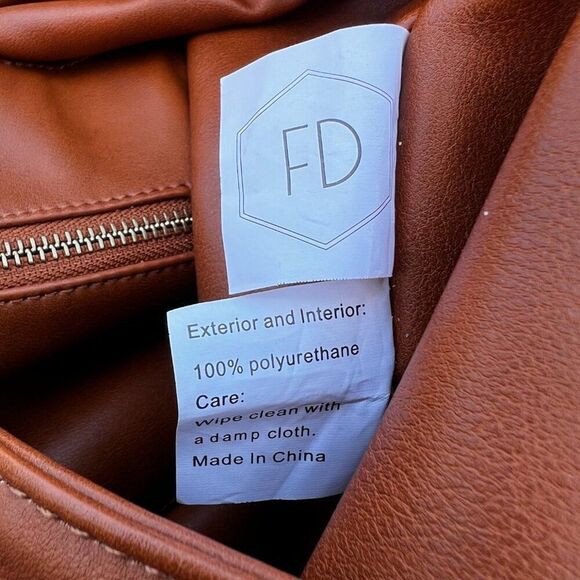 FD
Exterior and Interior:
100% polyurethane
Care:
Wipe clean with
a damp cloth.
Made In China